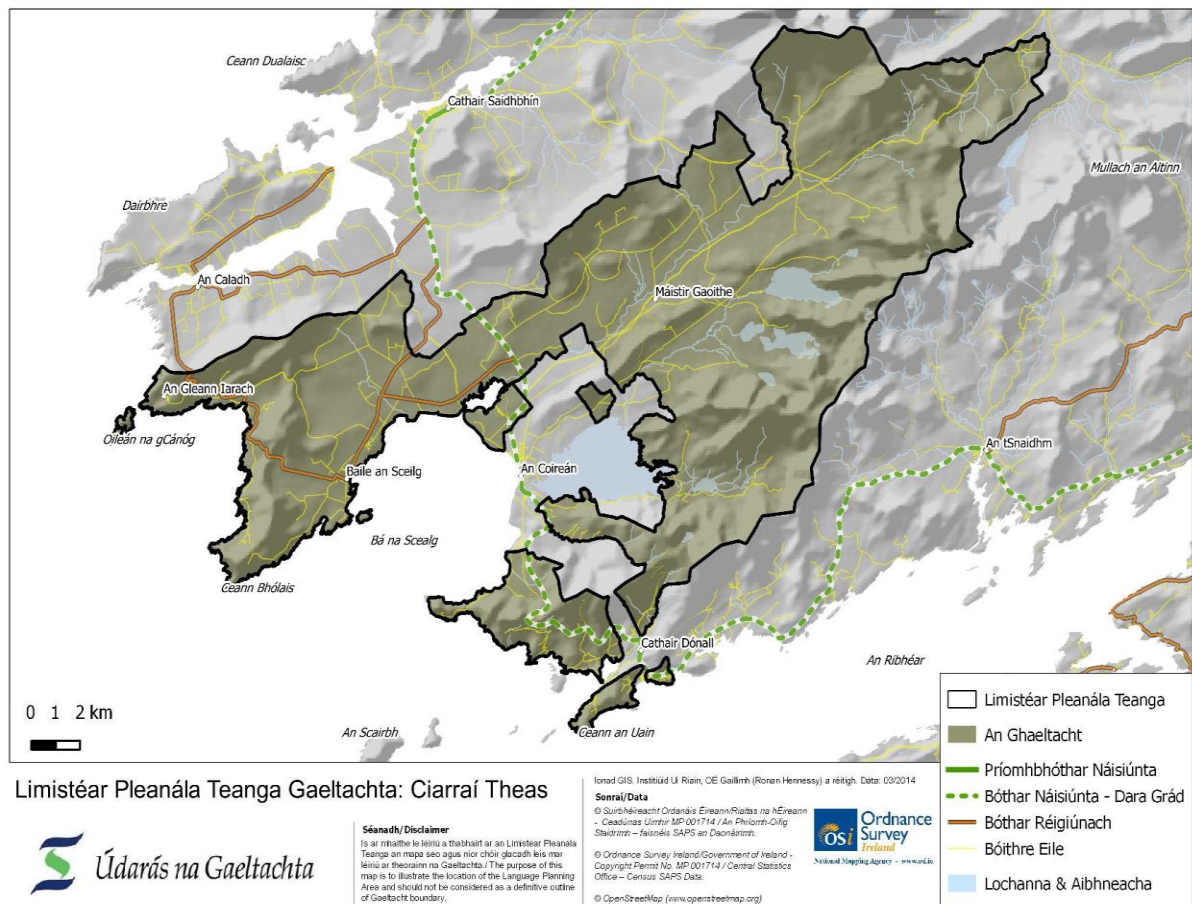 Ceann Dualaisc
Cathair Saidhbhín
Mullach an Aitinn
Dairbhre
An Caladh
Máistir Gaoithe
An Gleann Iarach
Oileán na gCánóg
An tSnaidhm
Baile an Sceilg
An Coireán
Bá na Scealg
Ceann Bhólais
Cathair Dónall
An Ribhéar
An Scairbh
Ceann an Uain
0 1 2 km
Limistéar Pleanála Teanga
An Ghaeltacht
Príomhbhóthar Náisiúnta
Bóthar Náisiúnta - Dara Grád
Bóthar Réigiúnach
Bóithre Eile
Lochanna & Aibhneacha
Limistéar Pleanála Teanga Gaeltachta: Ciarraí Theas
Údarás na Gaeltachta
Séanadh/Disclaimer
Is ar mhaithe le léiriú a thabhairt ar an Limistéar Pleanála
Teanga an mapa seo agus níor chóir glacadh leis mar
léiriú ar theorainn na Gaeltachta./ The purpose of this
map is to illustrate the location of the Language Planning
Area and should not be considered as a definitive outline
of Gaeltacht boundary.
Ionad GIS, Institiúid Uí Riain, OÉ Gaillimh (Ronan Hennessy) a réitigh. Dáta: 03/2014
Sonraí/Data
© Suirbhéireacht Ordanáis Éireann/Rialtas na hÉireann
- Ceadúnas Uimhir MP 001714 / An Phríomh-Oifig
Staidrimh – faisnéis SAPS an Daonáirimh.
© Ordnance Survey Ireland/Government of Ireland -
Copyright Permit No. MP 001714 / Central Statistics
Office – Census SAPS Data.
© OpenStreetMap (www.openstreetmap.org)
OSi
Ordnance
Survey
Ireland
National Mapping Agency - www.osi.ie